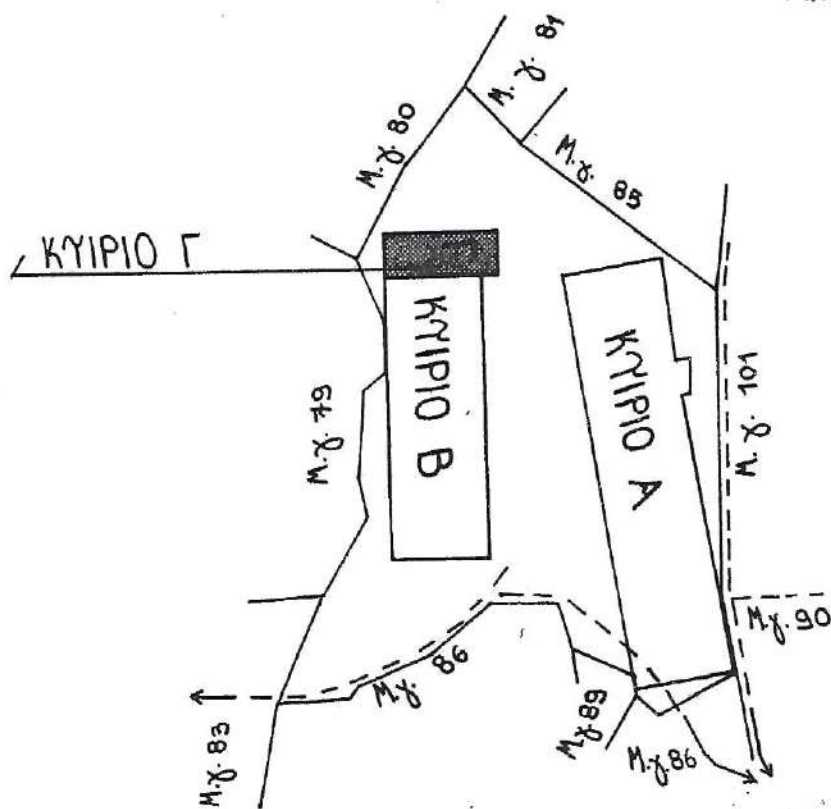 Μ. γ. 81
Μ.γ. 80
Μ.γ. 85
ΚΥΙΡΙΟ Γ
ΚΥΙΡΙΟ Β
ΚΥΙΡΙΟ Α
Μ.γ. 79
Μ. γ. 101
Μ.γ. 90
Μ.γ. 86
Μ.γ. 89
Μ.γ. 86
Μ.γ. 83